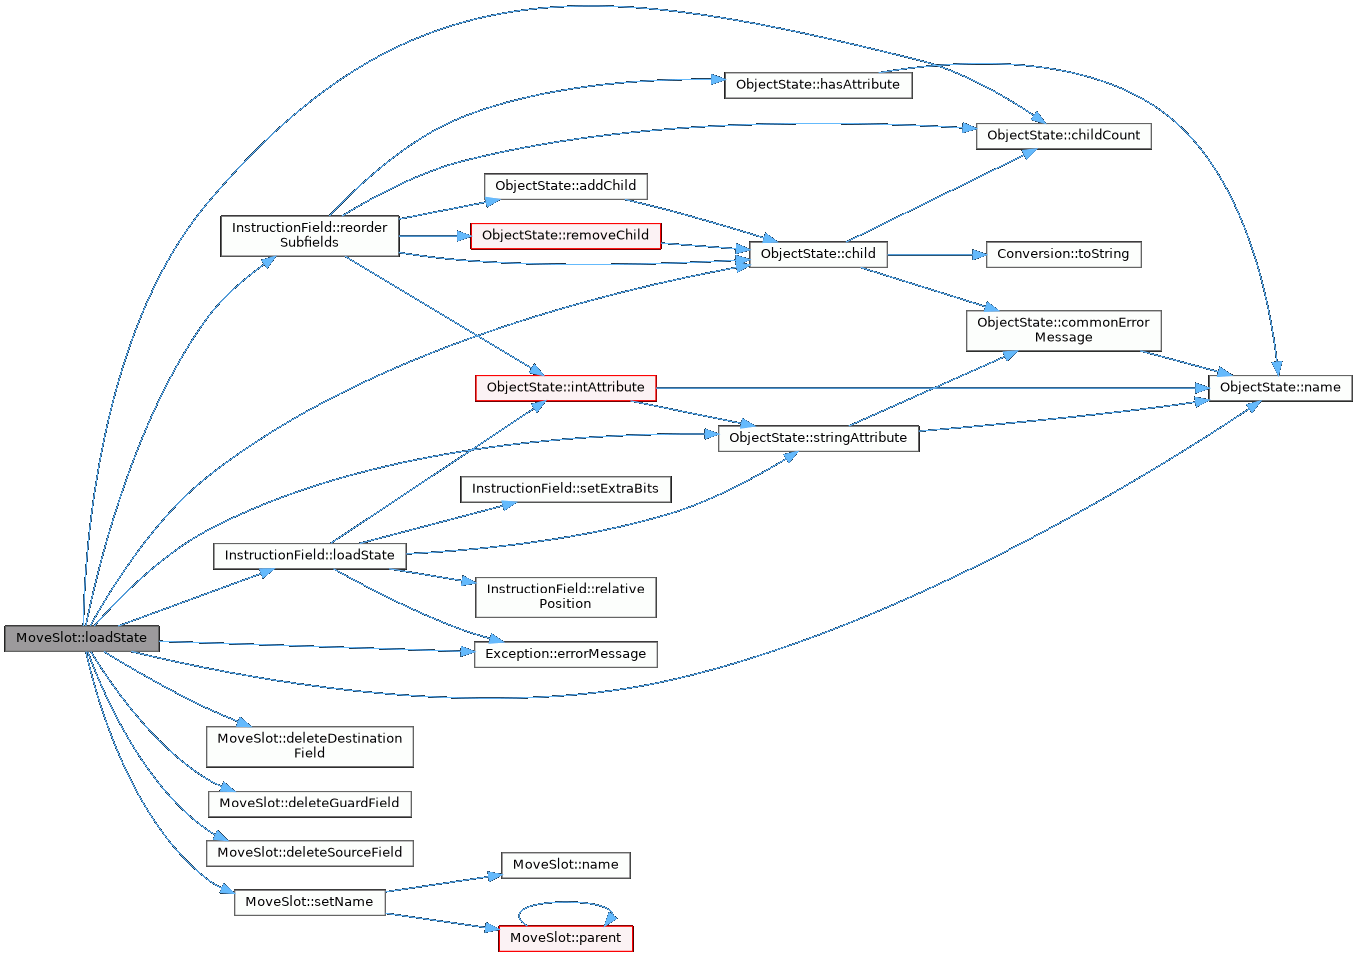 ObjectState::hasAttribute
ObjectState::childCount
ObjectState::addChild
InstructionField::reorder
Subfields
ObjectState::removeChild
ObjectState::child
Conversion::toString
ObjectState::commonError
Message
ObjectState::intAttribute
ObjectState::name
ObjectState::stringAttribute
InstructionField::setExtraBits
InstructionField::loadState
InstructionField::relative
Position
MoveSlot::loadState
Exception::errorMessage
MoveSlot::deleteDestination
Field
MoveSlot::deleteGuardField
MoveSlot::deleteSourceField
MoveSlot::name
MoveSlot::setName
MoveSlot::parent